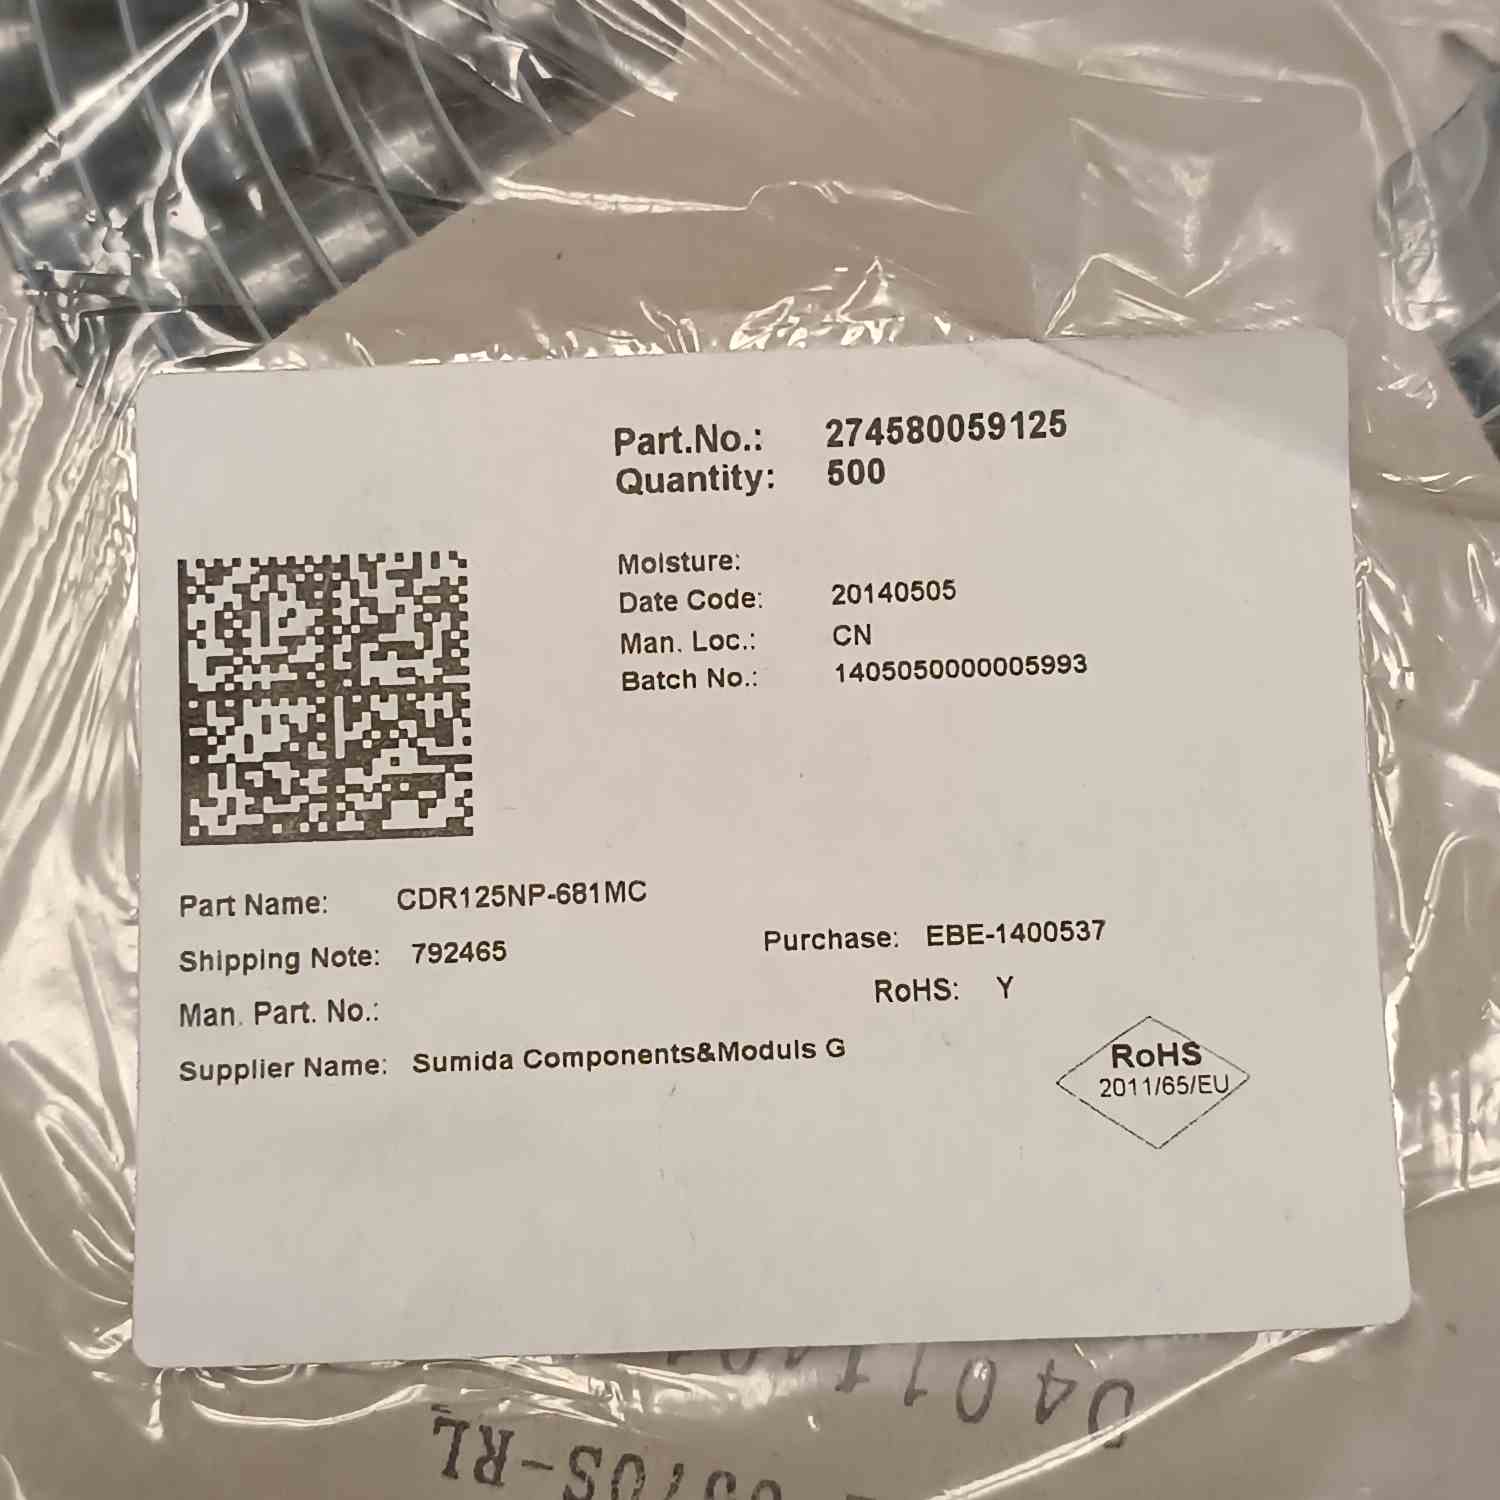 Part.No.: 274580059125
Quantity: 500
Moisture:
Date Code: 20140505
Man. Loc.: CN
Batch No.: 1405050000005993
Part Name: CDR125NP-681MC
Shipping Note: 792465
Purchase: EBE-1400537
Man. Part. No.:
RoHS: Y
Supplier Name: Sumida Components&Moduls G
RoHS
2011/65/EU